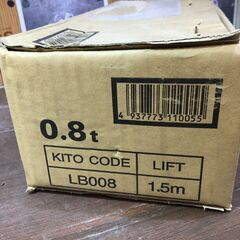 4 937773 110055
0.8t
KITO CODE LIFT
LB008 1.5m